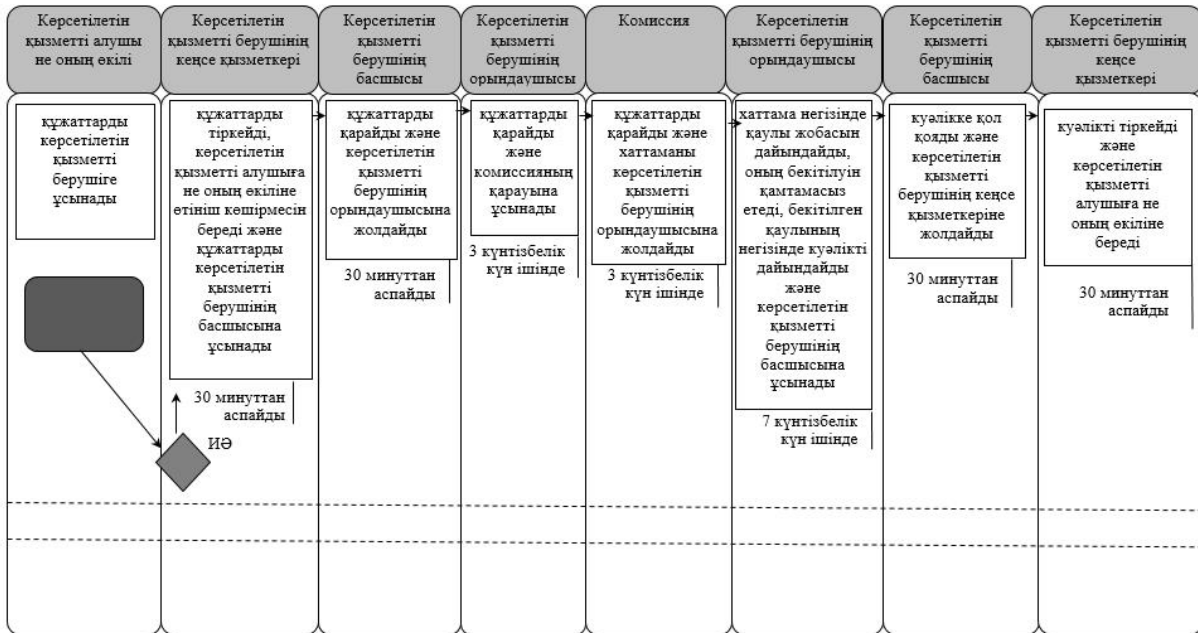 Көрсетілетін
қызметті алушы
не оның өкілі
Көрсетілетін
қызметті берушінің
кеңсе қызметкері
Көрсетілетін
қызметті
берушінің
басшысы
Көрсетілетін
қызметті
берушінің
орындаушысы
Комиссия
Көрсетілетін
қызметті берушінің
орындаушысы
Көрсетілетін
қызметті
берушінің
басшысы
Көрсетілетін
қызметті берушінің
кеңсе
қызметкері
құжаттарды
көрсетілетін
қызметті
берушіге
ұсынады
құжаттарды
тіркейді,
көрсетілетін
қызметті алушыға
не оның өкіліне
өтініш көшірмесін
береді және
құжаттарды
көрсетілетін
қызметті
берушінің
басшысына
ұсынады
30 минуттан
аспайды
ИӘ
құжаттарды
қарайды және
көрсетілетін
қызметті
берушінің
орындаушысына
жолдайды
30 минуттан
аспайды
құжаттарды
қарайды
және
комиссияның
қарауына
ұсынады
3 күнтізбелік
күн ішінде
құжаттарды
қарайды және
хаттаманы
көрсетілетін
қызметті
берушінің
орындаушысына
жолдайды
3 күнтізбелік
күн ішінде
хаттама негізінде
қаулы жобасын
дайындайды,
оның бекітілуін
қамтамасыз
етеді, бекітілген
қаулының
негізінде куәлікті
дайындайды
және
көрсетілетін
қызметті
берушінің
басшысына
ұсынады
7 күнтізбелік
күн ішінде
куәлікке қол
қояды және
көрсетілетін
қызметті
берушінің кеңсе
қызметкеріне
жолдайды
30 минуттан
аспайды
куәлікті тіркейді
және
көрсетілетін
қызметті
алушыға не
оның өкіліне
береді
30 минуттан
аспайды